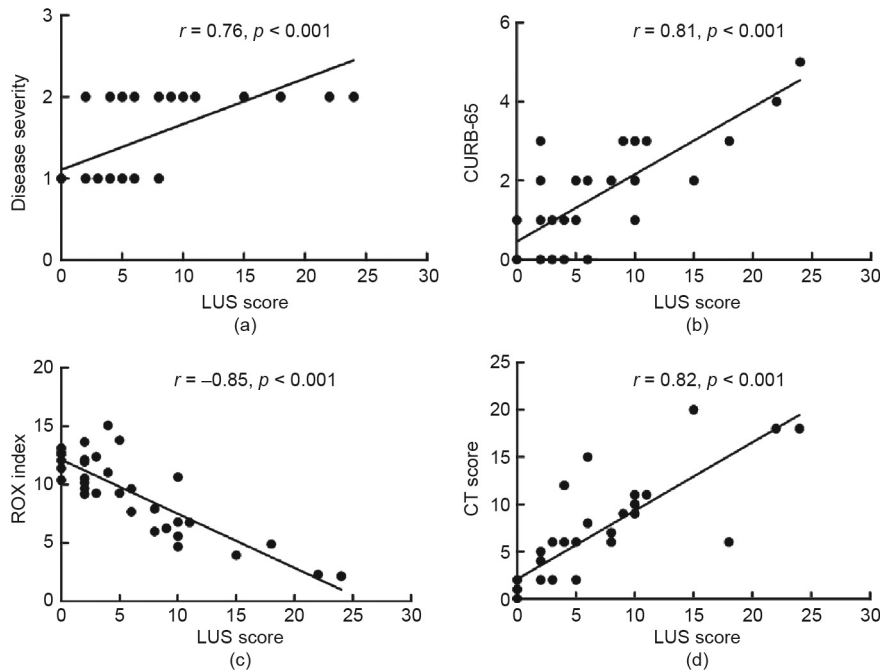 r = 0.76, p < 0.001
Disease severity
3
2
1
0
0 5 10 15 20 25 30
LUS score
(a)
r = 0.81, p < 0.001
CURB-65
6
4
2
0
0 5 10 15 20 25 30
LUS score
(b)
r = –0.85, p < 0.001
ROX index
20
15
10
5
0
0 5 10 15 20 25 30
LUS score
(c)
r = 0.82, p < 0.001
CT score
25
20
15
10
5
0
0 5 10 15 20 25 30
LUS score
(d)